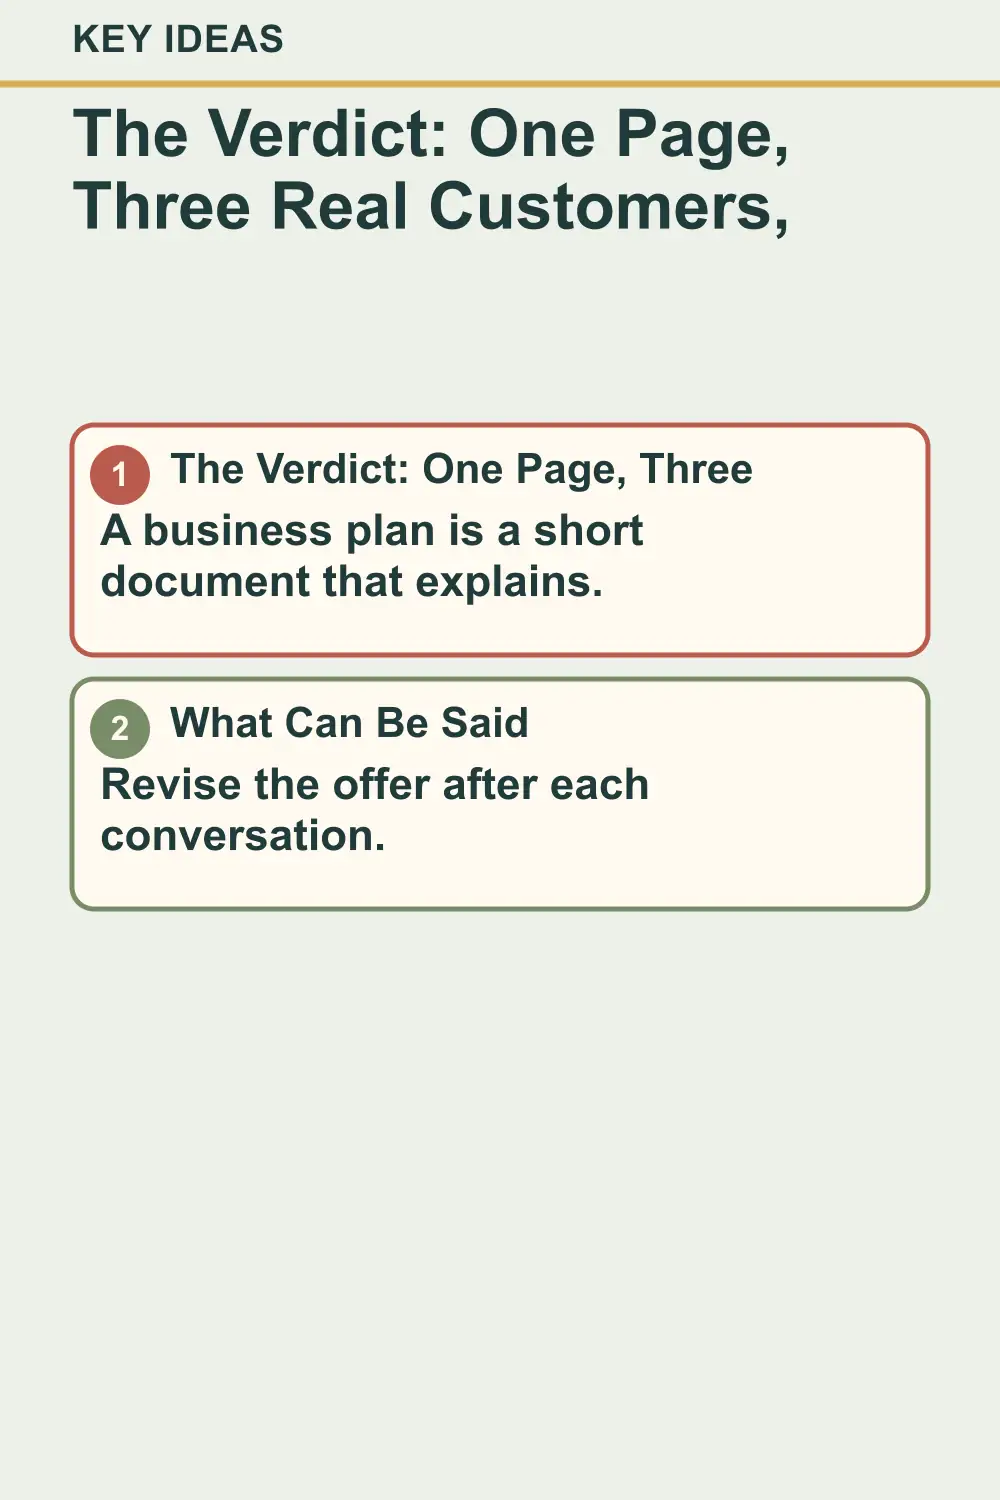 KEY IDEAS
The Verdict: One Page,
Three Real Customers,
1 The Verdict: One Page, Three
A business plan is a short
document that explains.
2 What Can Be Said
Revise the offer after each
conversation.